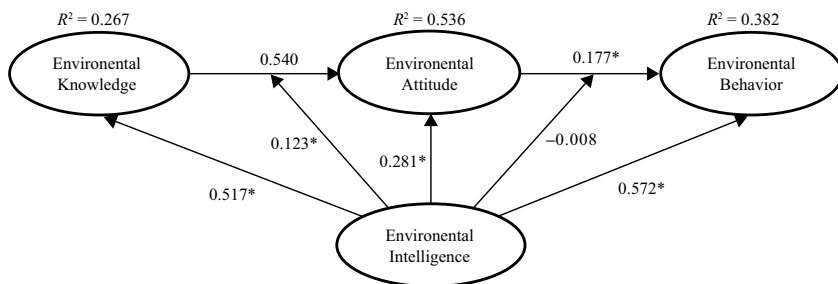 R² = 0.267
R² = 0.536
R² = 0.382
Environental
Knowledge
0.540
Environental
Attitude
0.177*
Environental
Behavior
0.123*
0.281*
–0.008
0.517*
0.572*
Environental
Intelligence